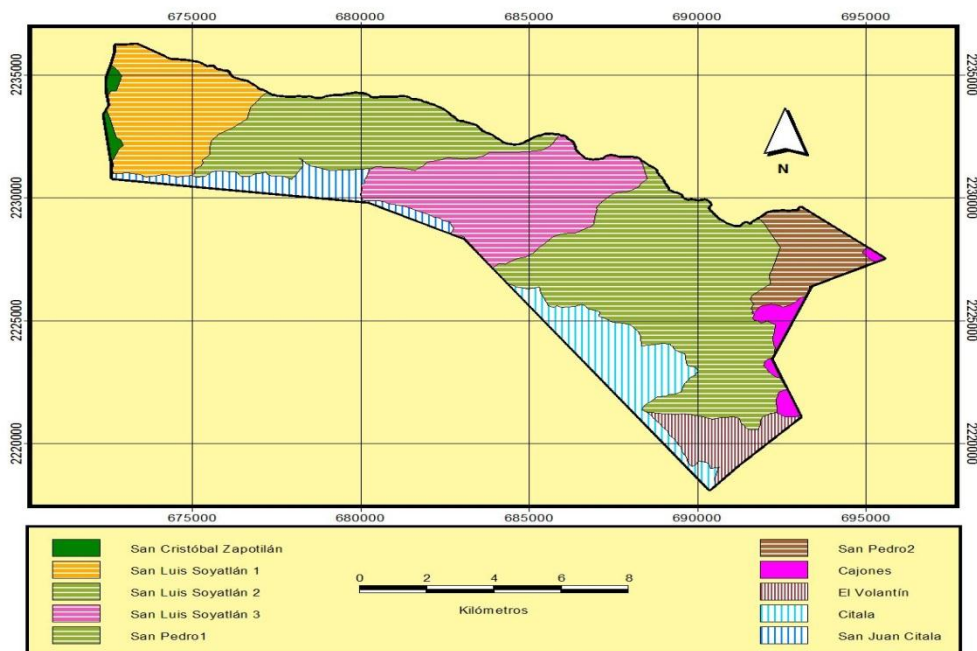 675000 680000 685000 690000 695000
2235000 2235000
N
2230000 2230000
2225000 2225000
2220000 2220000
675000 680000 685000 690000 695000
San Cristóbal Zapotilán
San Luis Soyatlán 1
San Luis Soyatlán 2
San Luis Soyatlán 3
San Pedro1
0 2 4 6 8
Kilómetros
San Pedro2
Cajones
El Volantín
Citala
San Juan Citala